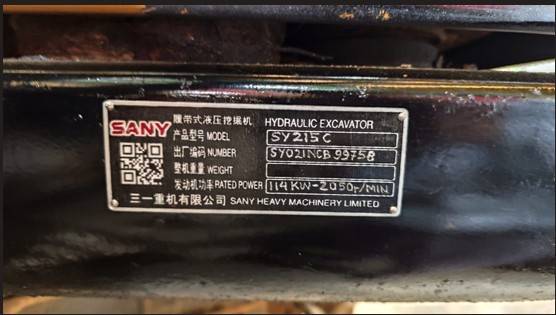 SANY 履带式液压挖掘机 HYDRAULIC EXCAVATOR
产品型号 MODEL SY215C
出厂编码 NUMBER SY021NCB99758
整机重量 WEIGHT
发动机功率 RATED POWER 114KW-2050r/MIN
三一重机有限公司 SANY HEAVY MACHINERY LIMITED